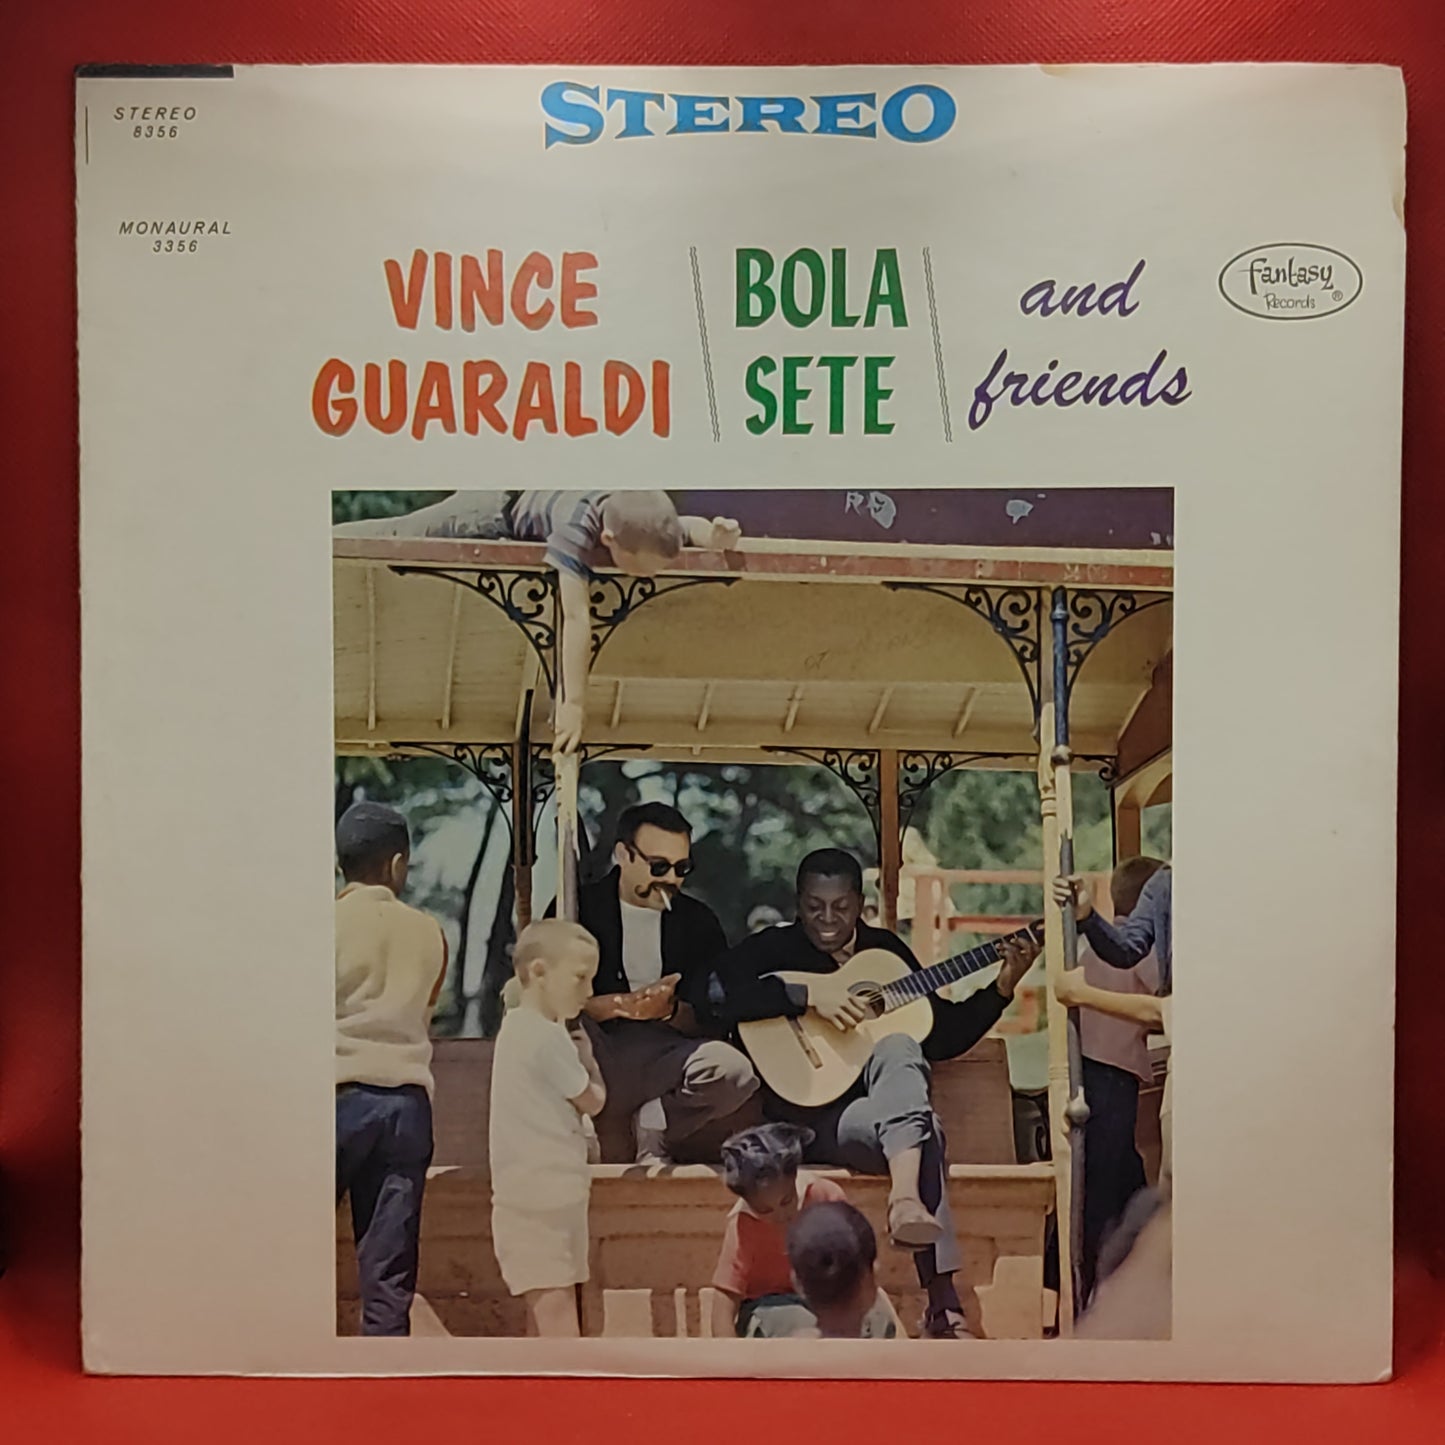 STEREO
STEREO
8356
MONAURAL
3356
VINCE
GUARALDI
BOLA
SETE
and
friends
Fantasy
Records ®